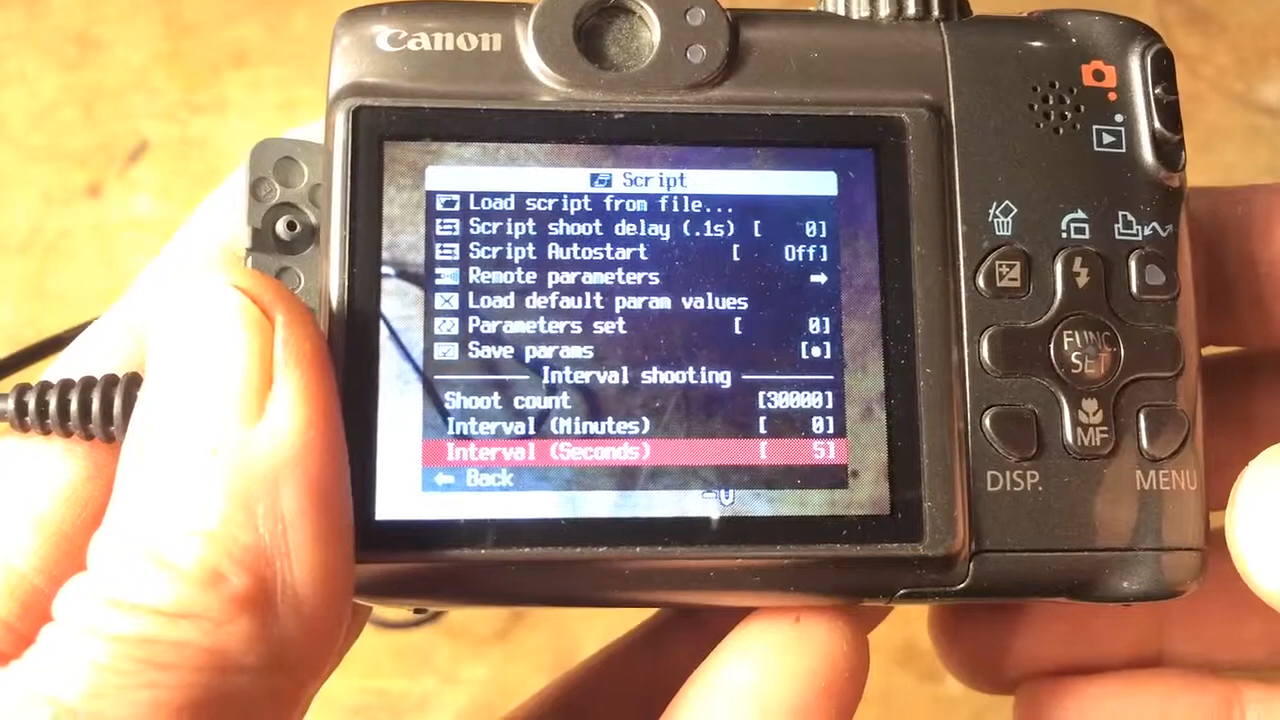 Canon
Script
Load script from file...
Script shoot delay (.1s) [ 0]
Script Autostart [ Off]
Remote parameters
Load default param values
Parameters set [ 0]
Save params [•]
Interval shooting
Shoot count [30000]
Interval (Minutes) [ 0]
Interval (Seconds) [ 5]
Back
FUNC.
SET
MF
DISP.
MENU